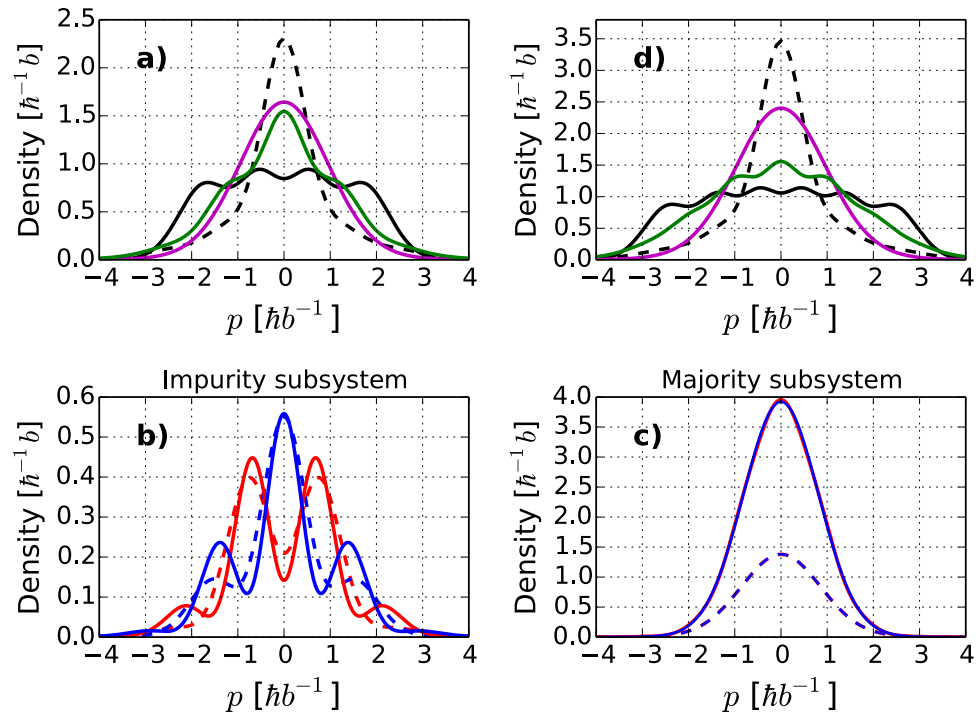 a)
Density [ħ⁻¹ b]
2.5
2.0
1.5
1.0
0.5
0.0
−4 −3 −2 −1 0 1 2 3 4
p [ħb⁻¹]
d)
Density [ħ⁻¹ b]
3.5
3.0
2.5
2.0
1.5
1.0
0.5
0.0
−4 −3 −2 −1 0 1 2 3 4
p [ħb⁻¹]
Impurity subsystem
b)
Density [ħ⁻¹ b]
0.6
0.5
0.4
0.3
0.2
0.1
0.0
−4 −3 −2 −1 0 1 2 3 4
p [ħb⁻¹]
Majority subsystem
c)
Density [ħ⁻¹ b]
4.0
3.5
3.0
2.5
2.0
1.5
1.0
0.5
0.0
−4 −3 −2 −1 0 1 2 3 4
p [ħb⁻¹]